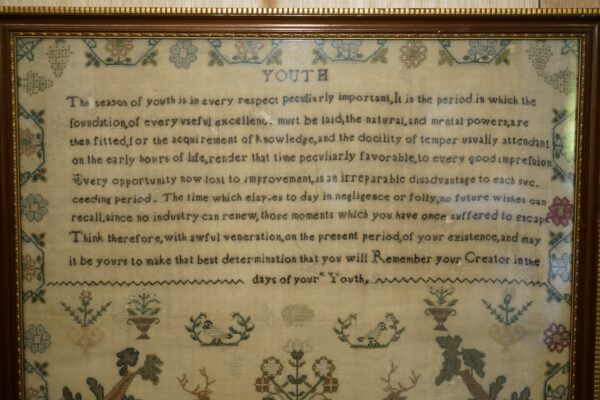 YOUTH
The season of youth is in every respect peculiarly important, It is the period in which the
foundation, of every useful excellenc. must be laid, the natural, and mental powers, are
then fitted, for the acquirement of knowledge, and the docility of temper usually attendant
on the early hours of life, render that time peculiarly favorable, to every good impression
Every opportunity now lost to improvement, is an irreparable disadvantage to each suc.
ceeding period. The time which elapses to day in negligence or folly, no future wishes can
recall, since no industry can renew, those moments which you have once suffered to escape
Think therefore, with awful veneration, on the present period, of your existence, and may
it be yours to make that best determination that you will Remember your Creator in the
days of your" Youth,